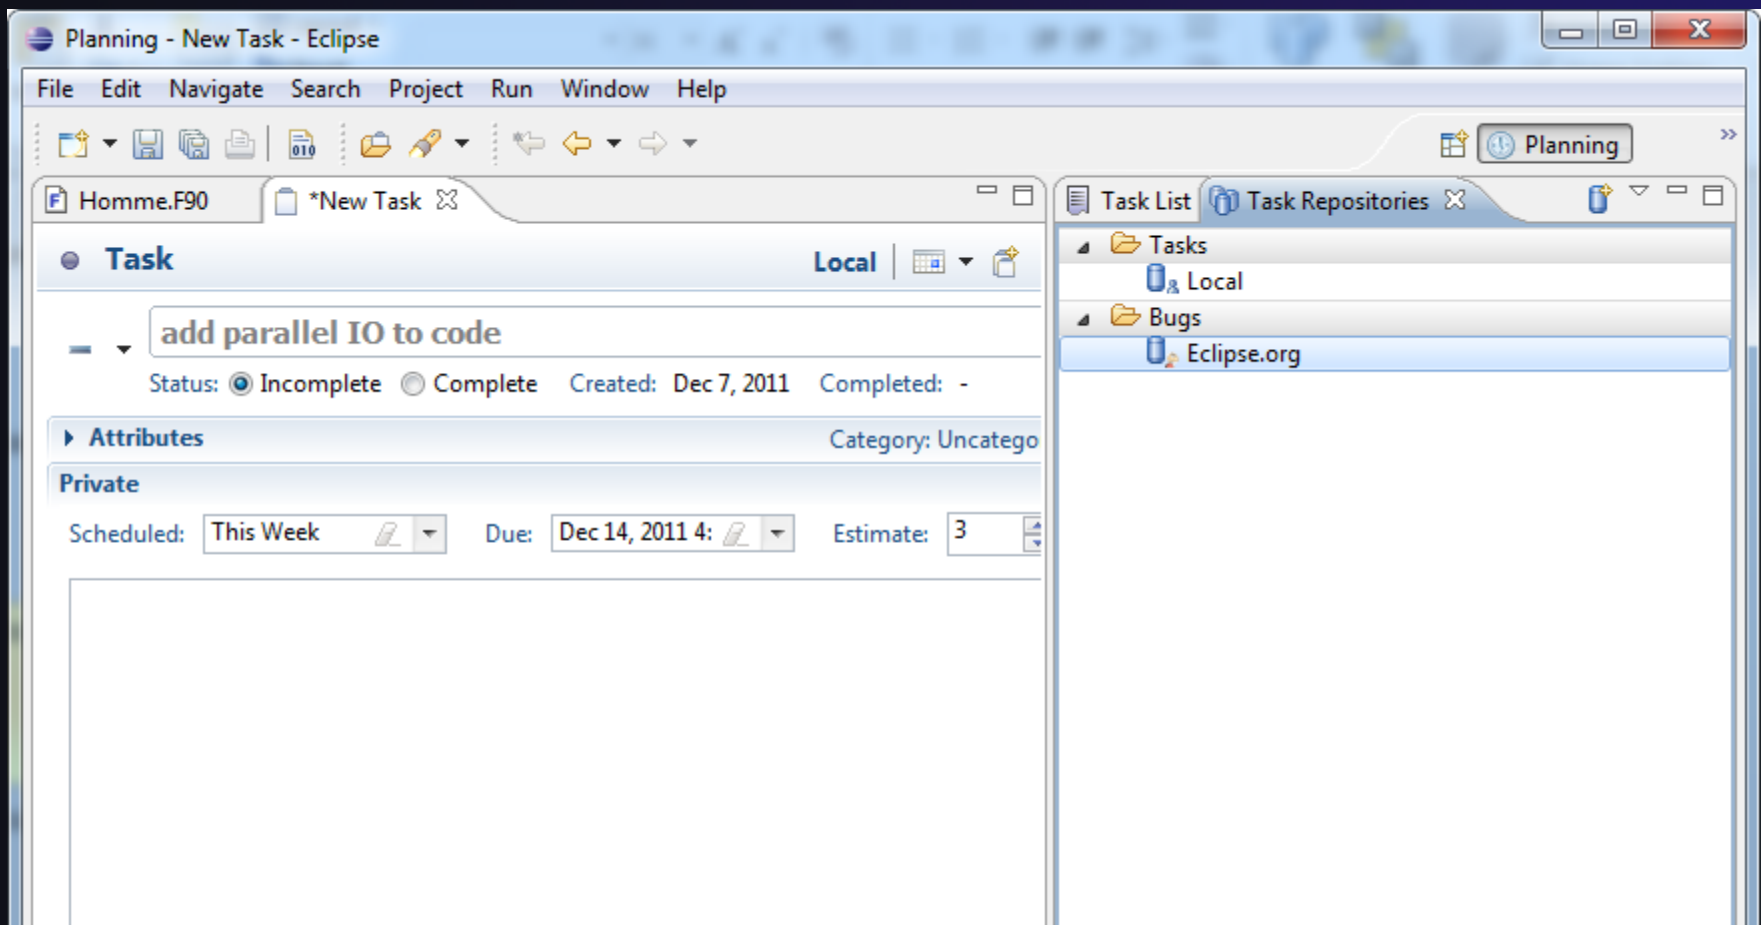 Planning - New Task - Eclipse
File Edit Navigate Search Project Run Window Help
010
Planning
Homme.F90 *New Task
Task List Task Repositories
Task Local
Tasks
Local
Bugs
Eclipse.org
add parallel IO to code
Status: Incomplete Complete Created: Dec 7, 2011 Completed: -
Attributes Category: Uncatego
Private
Scheduled: This Week Due: Dec 14, 2011 4: Estimate: 3